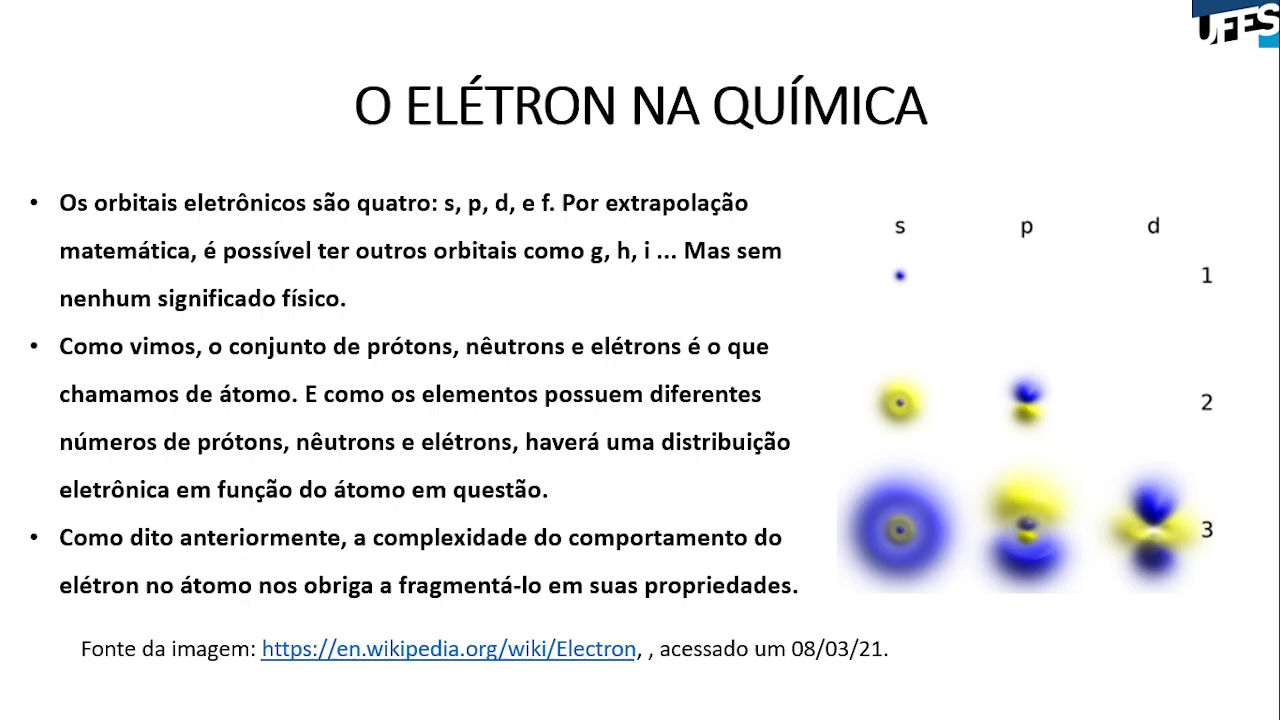 UFES
O ELÉTRON NA QUÍMICA
• Os orbitais eletrônicos são quatro: s, p, d, e f. Por extrapolação
matemática, é possível ter outros orbitais como g, h, i ... Mas sem
nenhum significado físico.
• Como vimos, o conjunto de prótons, nêutrons e elétrons é o que
chamamos de átomo. E como os elementos possuem diferentes
números de prótons, nêutrons e elétrons, haverá uma distribuição
eletrônica em função do átomo em questão.
• Como dito anteriormente, a complexidade do comportamento do
elétron no átomo nos obriga a fragmentá-lo em suas propriedades.
s p d
1
2
3
Fonte da imagem: https://en.wikipedia.org/wiki/Electron, , acessado um 08/03/21.